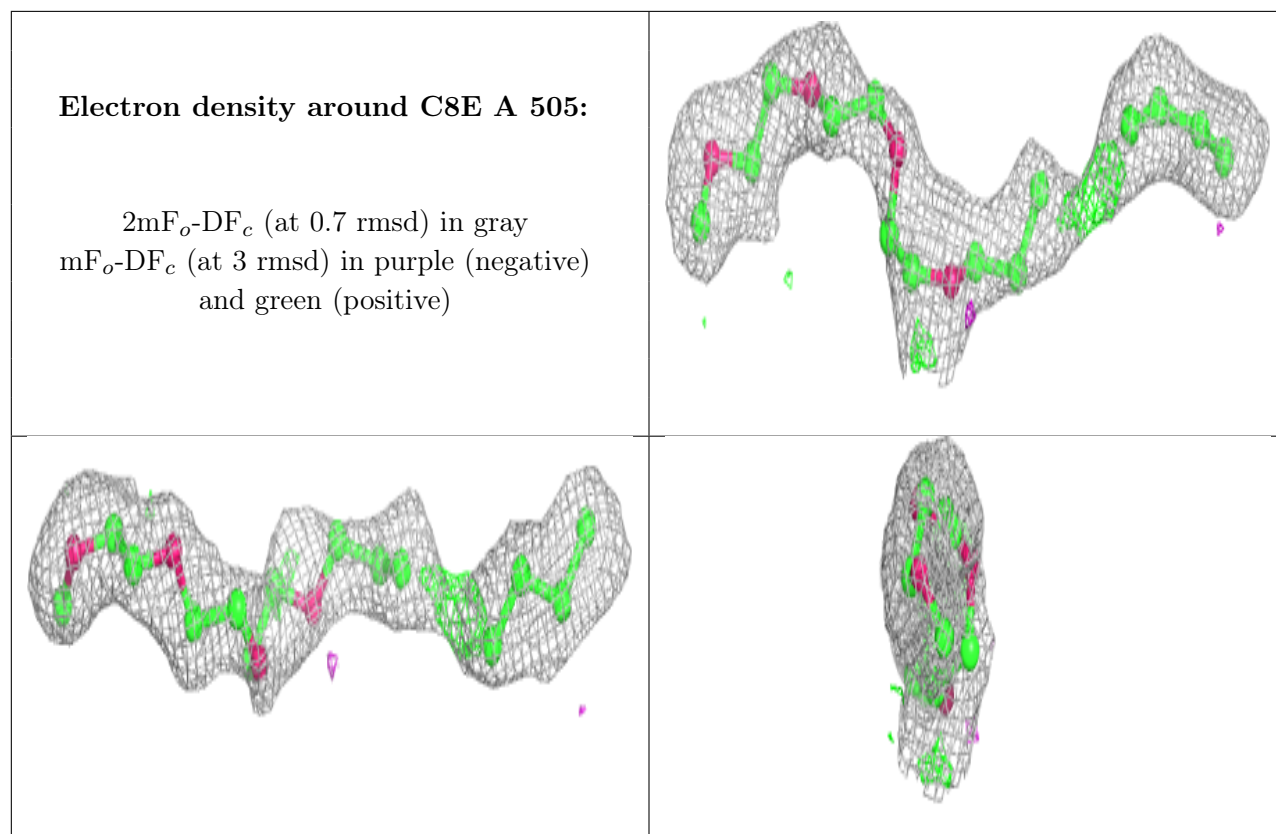 Electron density around C8E A 505:
2mFo-DFc (at 0.7 rmsd) in gray
mFo-DFc (at 3 rmsd) in purple (negative)
and green (positive)